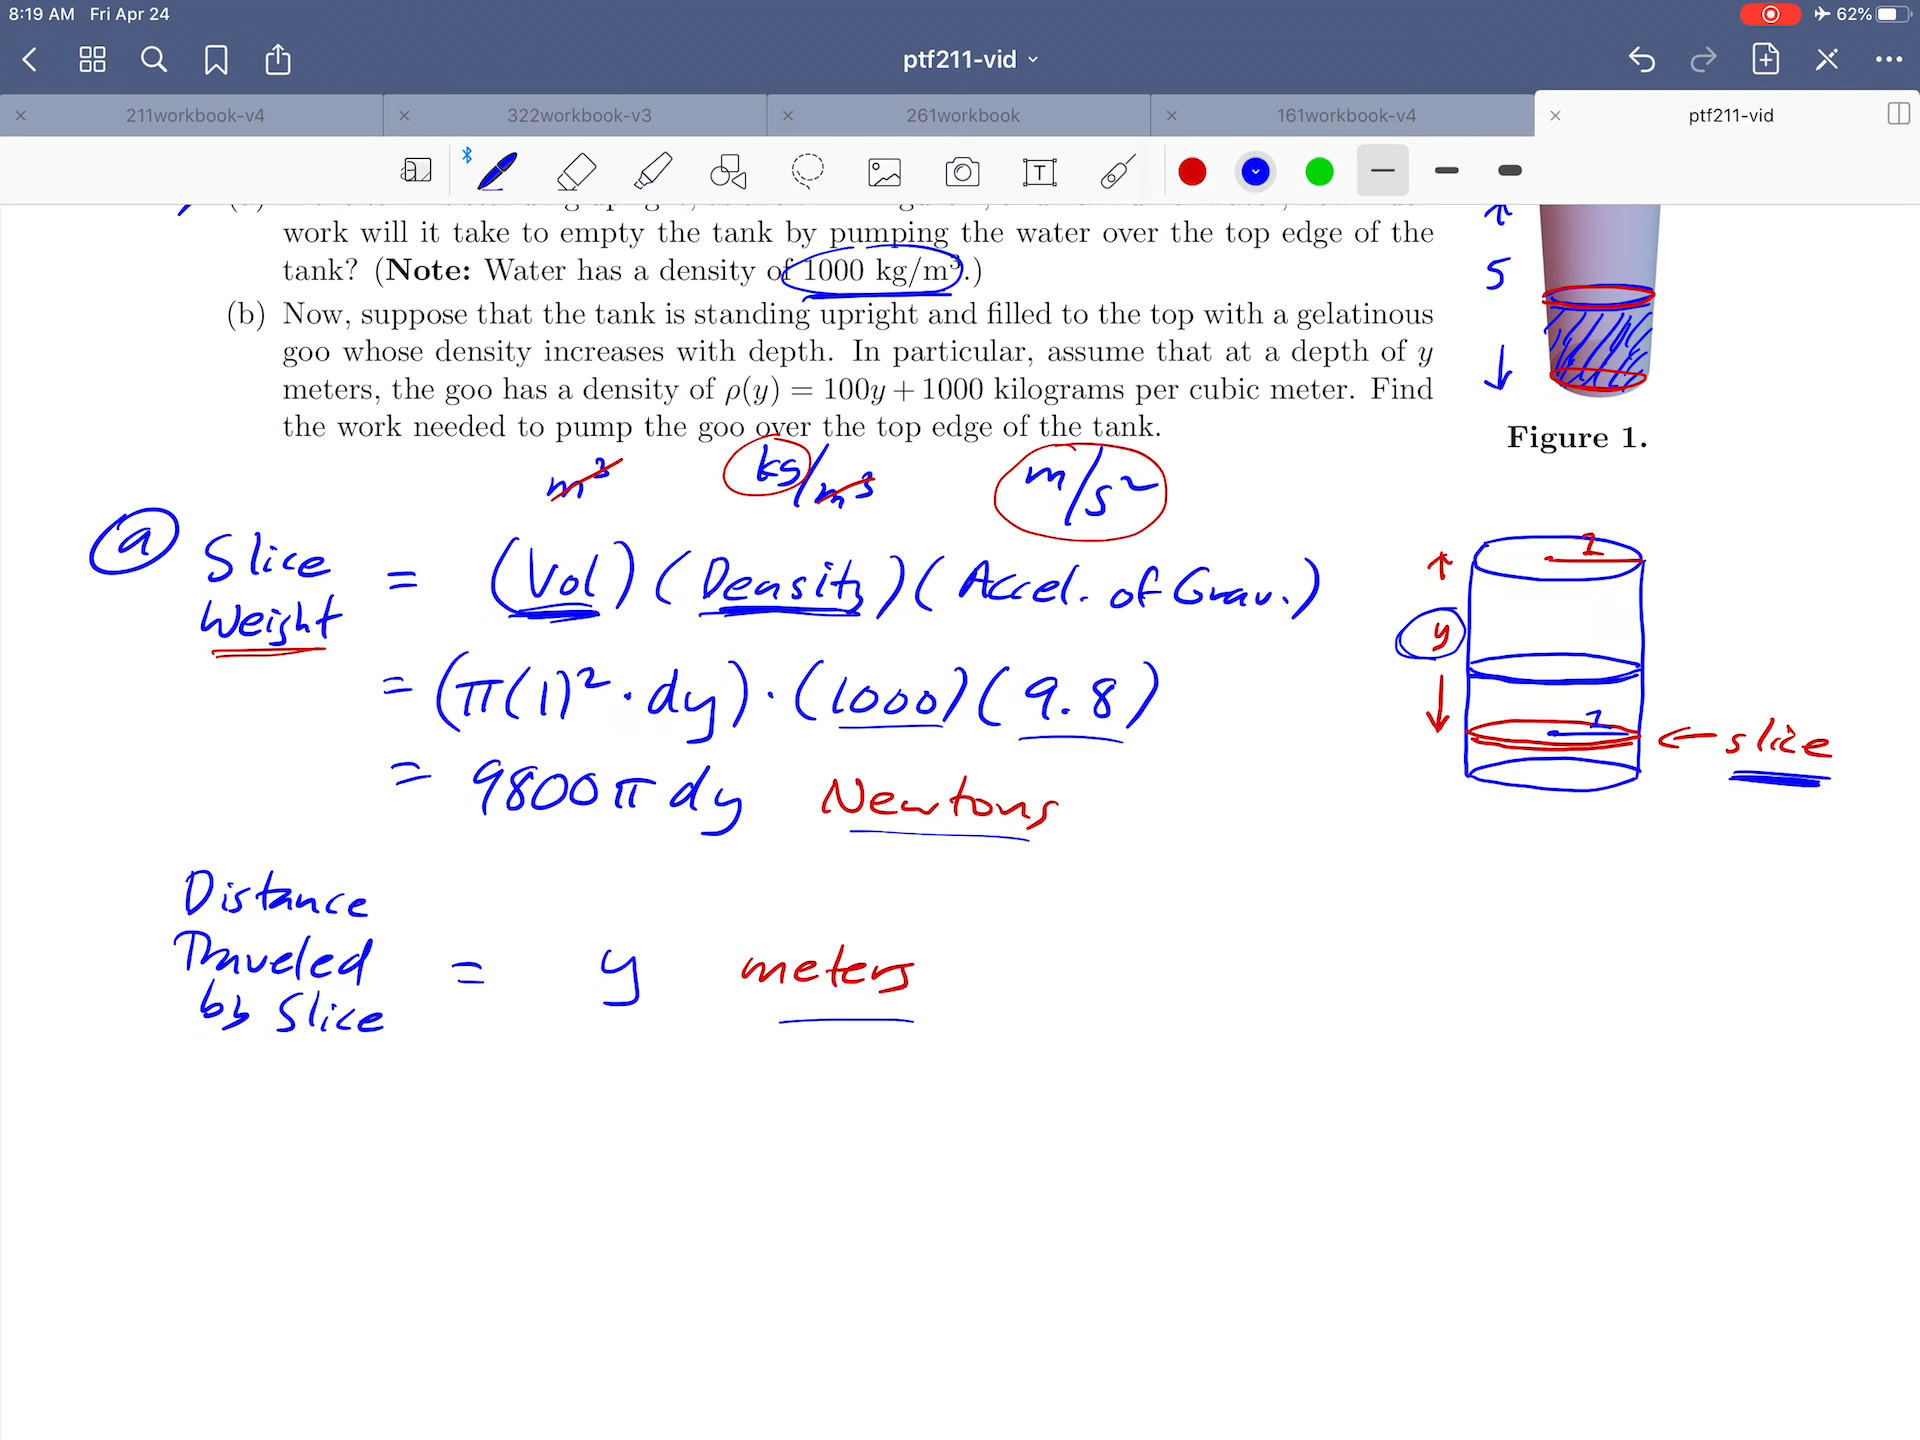 8:19 AM Fri Apr 24
62%
ptf211-vid
211workbook-v4
322workbook-v3
261workbook
161workbook-v4
ptf211-vid
work will it take to empty the tank by pumping the water over the top edge of the
tank? (Note: Water has a density of 1000 kg/m³.)
(b) Now, suppose that the tank is standing upright and filled to the top with a gelatinous
goo whose density increases with depth. In particular, assume that at a depth of y
meters, the goo has a density of ρ(y) = 100y + 1000 kilograms per cubic meter. Find
the work needed to pump the goo over the top edge of the tank.
5
Figure 1.
m³ kg/m³ m/s²
(a) Slice Weight = (Vol)(Density)(Accel. of Grav.)
= (π(1)² · dy) · (1000)(9.8)
= 9800π dy Newtons
Distance
Traveled = y meters
by Slice
1
y
1
← slice